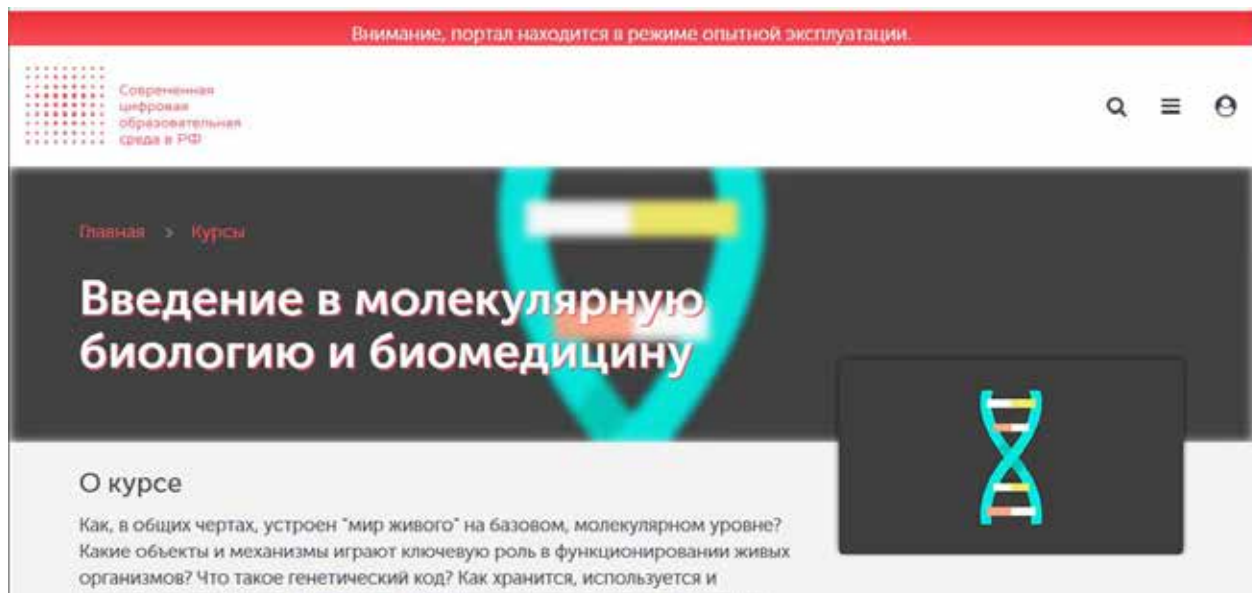 Внимание, портал находится в режиме опытной эксплуатации.
Современная
цифровая
образовательная
среда в РФ
Главная > Курсы
Введение в молекулярную
биологию и биомедицину
О курсе
Как, в общих чертах, устроен "мир живого" на базовом, молекулярном уровне?
Какие объекты и механизмы играют ключевую роль в функционировании живых
организмов? Что такое генетический код? Как хранится, используется и